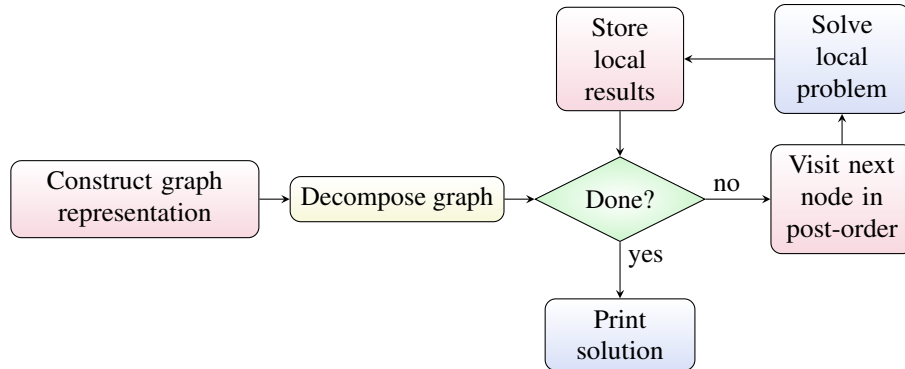 Store
local
results
Solve
local
problem
Construct graph
representation
Decompose graph
Done?
no
Visit next
node in
post-order
yes
Print
solution